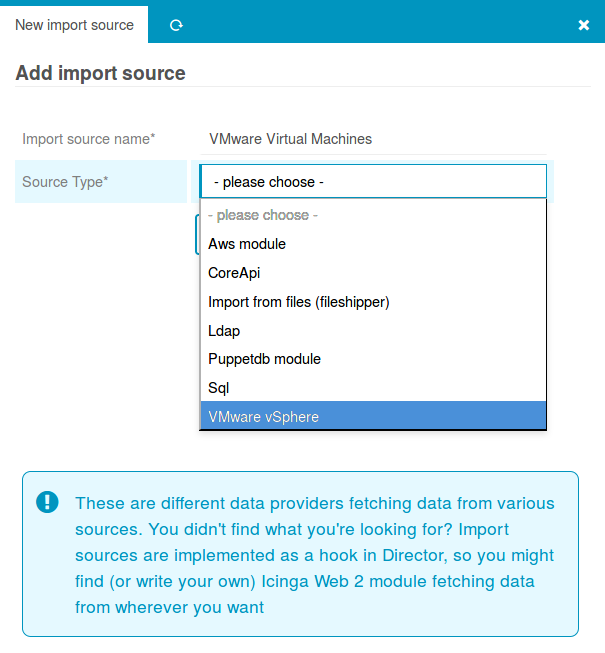 New import source
Add import source
Import source name* VMware Virtual Machines
Source Type* - please choose -
- please choose -
Aws module
CoreApi
Import from files (fileshipper)
Ldap
Puppetdb module
Sql
VMware vSphere
These are different data providers fetching data from various
sources. You didn't find what you're looking for? Import
sources are implemented as a hook in Director, so you might
find (or write your own) Icinga Web 2 module fetching data
from wherever you want